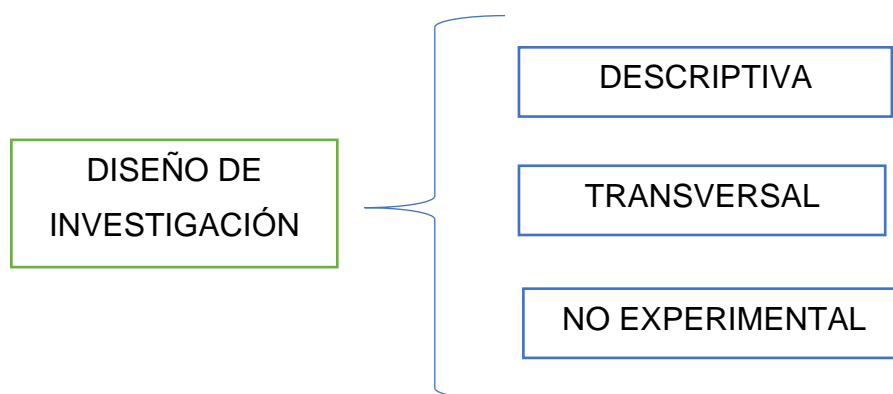 DISEÑO DE
INVESTIGACIÓN
DESCRIPTIVA
TRANSVERSAL
NO EXPERIMENTAL